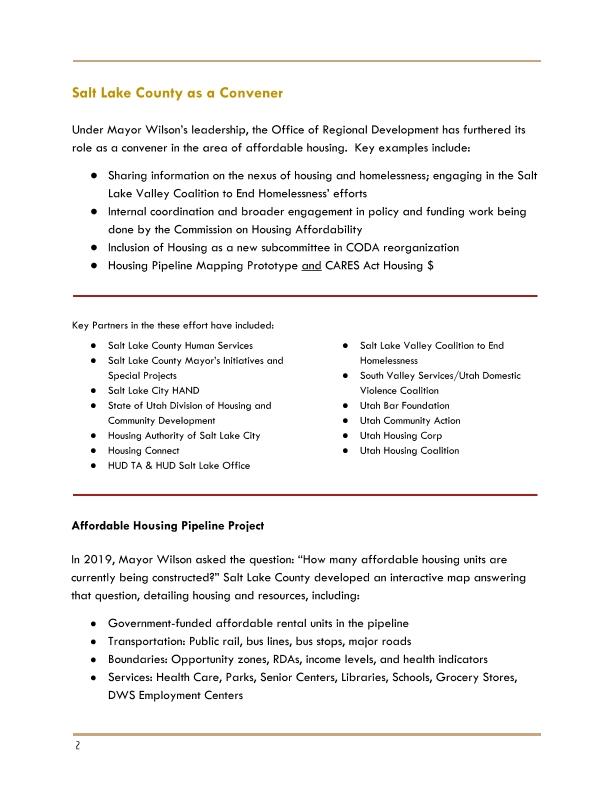 Salt Lake County as a Convener
Under Mayor Wilson's leadership, the Office of Regional Development has furthered its
role as a convener in the area of affordable housing.  Key examples include:
● Sharing information on the nexus of housing and homelessness; engaging in the Salt
Lake Valley Coalition to End Homelessness' efforts
● Internal coordination and broader engagement in policy and funding work being
done by the Commission on Housing Affordability
● Inclusion of Housing as a new subcommittee in CODA reorganization
● Housing Pipeline Mapping Prototype and CARES Act Housing $
Key Partners in the these effort have included:
● Salt Lake County Human Services
● Salt Lake County Mayor's Initiatives and
Special Projects
● Salt Lake City HAND
● State of Utah Division of Housing and
Community Development
● Housing Authority of Salt Lake City
● Housing Connect
● HUD TA & HUD Salt Lake Office
● Salt Lake Valley Coalition to End
Homelessness
● South Valley Services/Utah Domestic
Violence Coalition
● Utah Bar Foundation
● Utah Community Action
● Utah Housing Corp
● Utah Housing Coalition
Affordable Housing Pipeline Project
In 2019, Mayor Wilson asked the question: "How many affordable housing units are
currently being constructed?" Salt Lake County developed an interactive map answering
that question, detailing housing and resources, including:
● Government-funded affordable rental units in the pipeline
● Transportation: Public rail, bus lines, bus stops, major roads
● Boundaries: Opportunity zones, RDAs, income levels, and health indicators
● Services: Health Care, Parks, Senior Centers, Libraries, Schools, Grocery Stores,
DWS Employment Centers
2